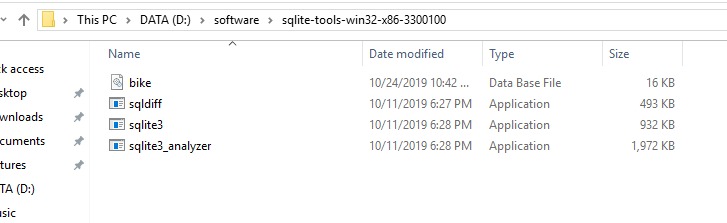 This PC > DATA (D:) > software > sqlite-tools-win32-x86-3300100
Name Date modified Type Size
ck access
bike 10/24/2019 10:42 ... Data Base File 16 KB
sktop
sqldiff 10/11/2019 6:27 PM Application 493 KB
wnloads
sqlite3 10/11/2019 6:28 PM Application 932 KB
cuments
sqlite3_analyzer 10/11/2019 6:28 PM Application 1,972 KB
tures
TA (D:)
usic